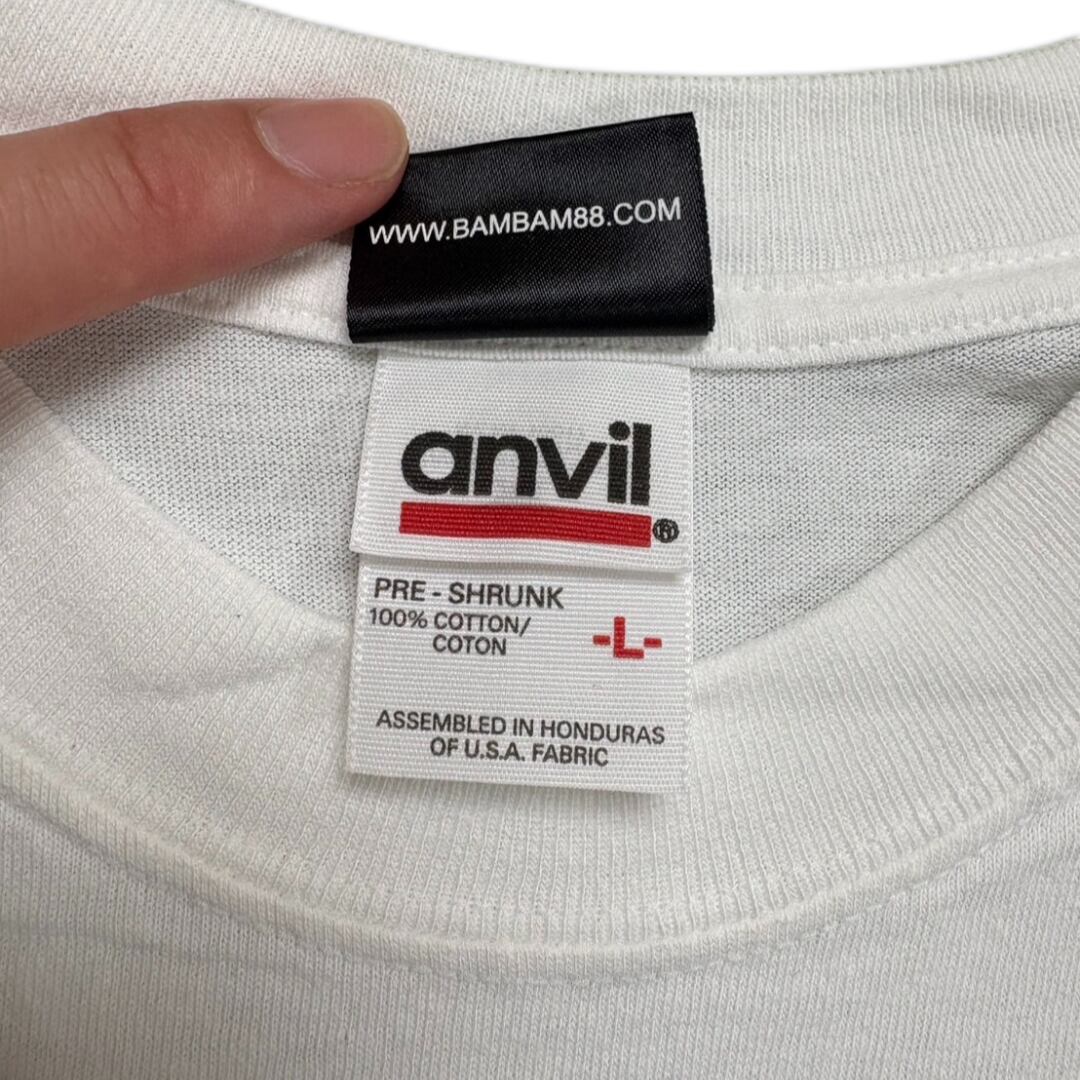 WWW.BAMBAM88.COM
anvil
®
PRE - SHRUNK
100% COTTON/
COTON
-L-
ASSEMBLED IN HONDURAS
OF U.S.A. FABRIC